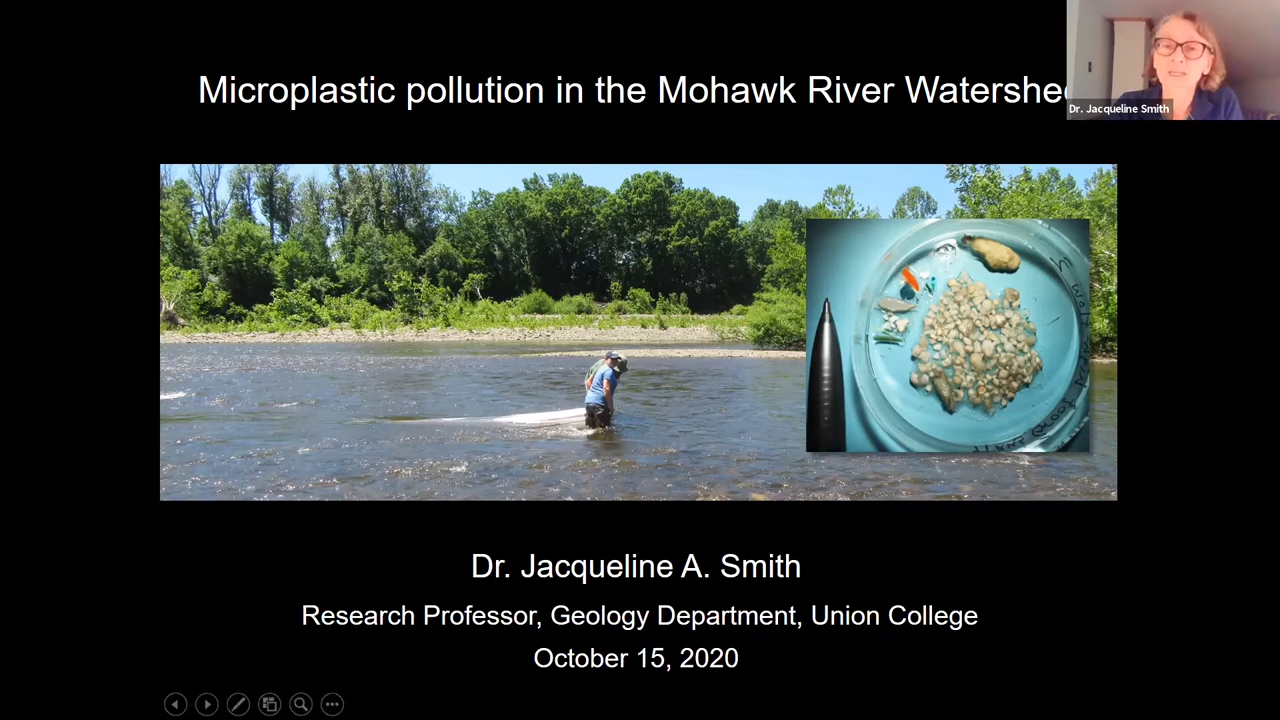 Microplastic pollution in the Mohawk River Watershe
Dr. Jacqueline Smith
Dr. Jacqueline A. Smith
Research Professor, Geology Department, Union College
October 15, 2020